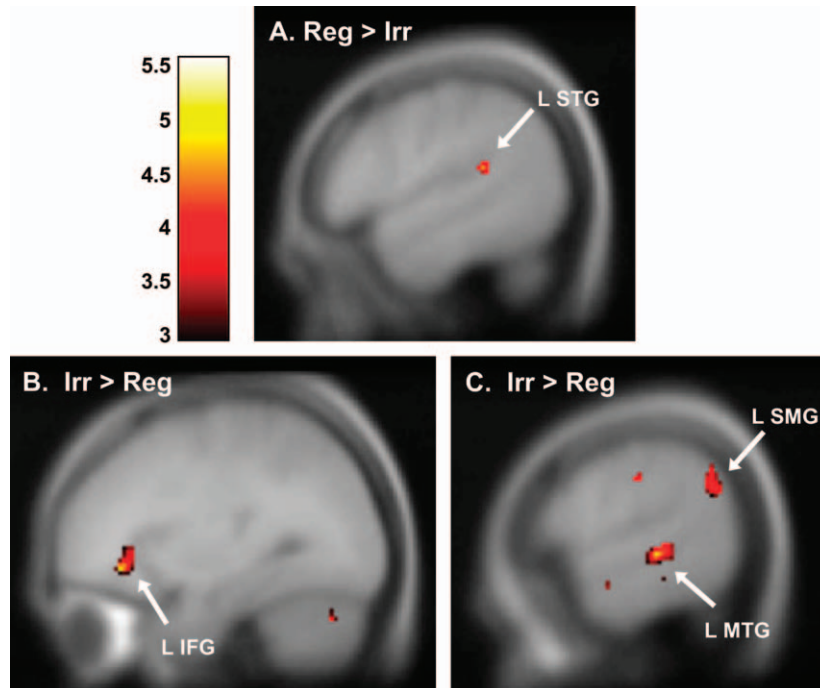 A. Reg > Irr
L STG
5.5
5
4.5
4
3.5
3
B. Irr > Reg
L IFG
C. Irr > Reg
L SMG
L MTG